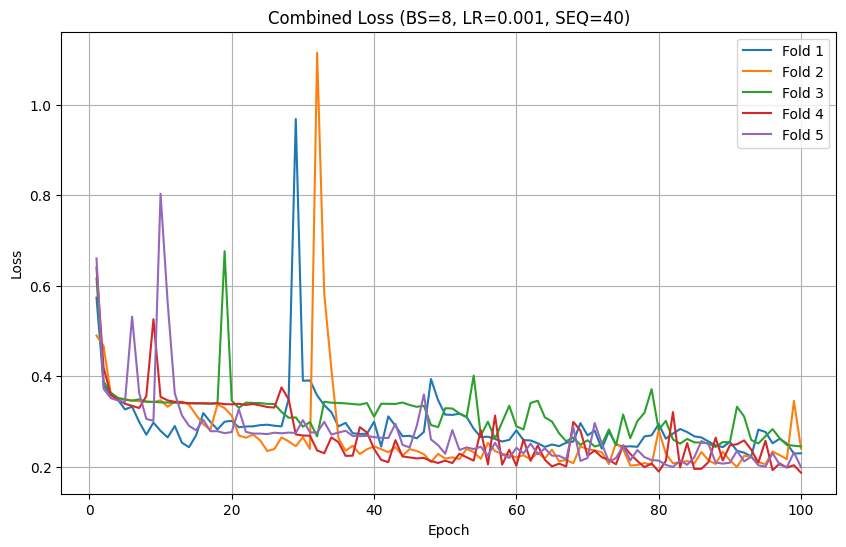 Combined Loss (BS=8, LR=0.001, SEQ=40)
Fold 1
Fold 2
Fold 3
Fold 4
Fold 5
Loss
1.0
0.8
0.6
0.4
0.2
0 20 40 60 80 100
Epoch